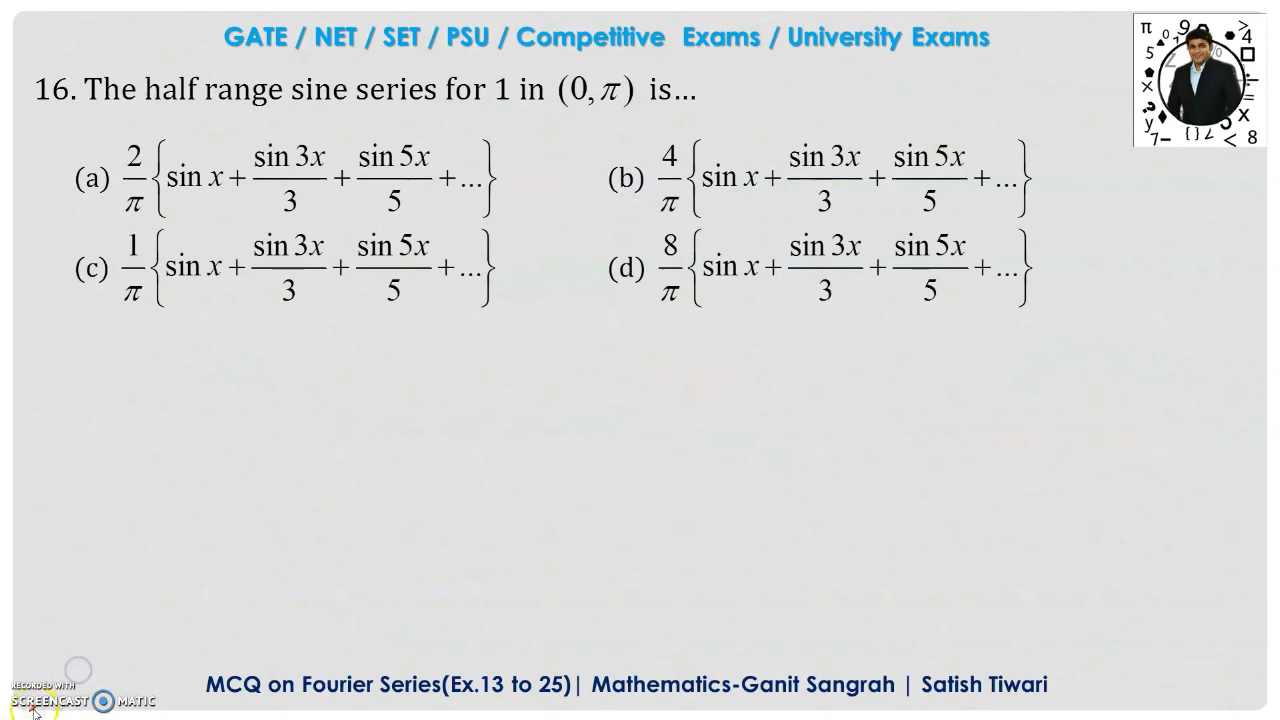 GATE / NET / SET / PSU / Competitive Exams / University Exams
16. The half range sine series for 1 in (0, π) is...
(a) 2/π {sin x + sin 3x/3 + sin 5x/5 + ...} (b) 4/π {sin x + sin 3x/3 + sin 5x/5 + ...}
(c) 1/π {sin x + sin 3x/3 + sin 5x/5 + ...} (d) 8/π {sin x + sin 3x/3 + sin 5x/5 + ...}
RECORDED WITH
SCREENCAST MATIC
MCQ on Fourier Series(Ex.13 to 25)| Mathematics-Ganit Sangrah | Satish Tiwari